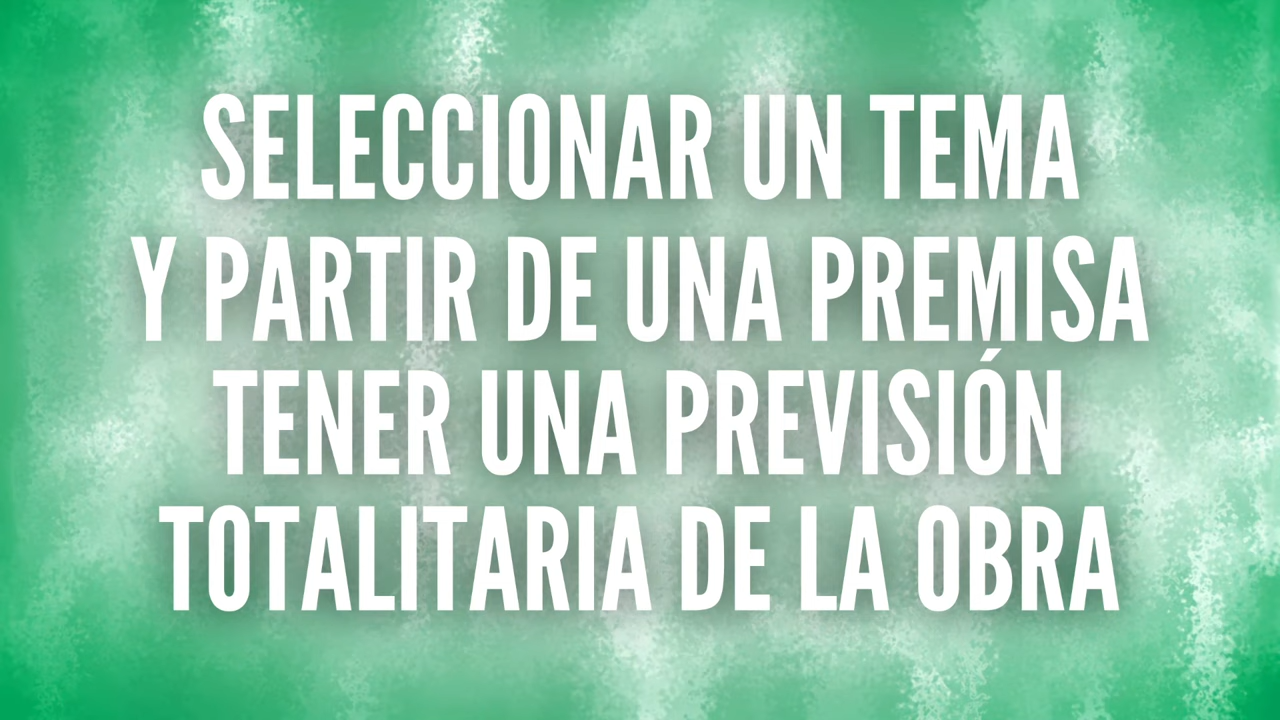 SELECCIONAR UN TEMA
Y PARTIR DE UNA PREMISA
TENER UNA PREVISIÓN
TOTALITARIA DE LA OBRA